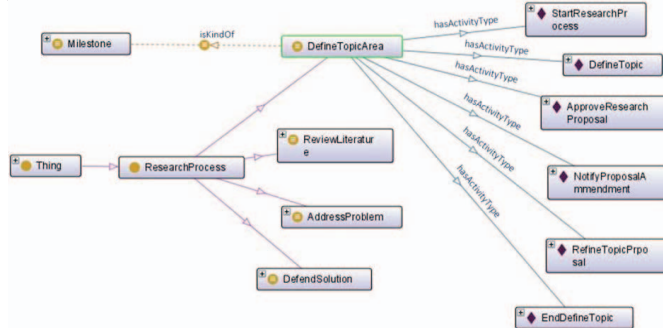 hasActivityType
StartResearchPr
ocess
isKindOf
Milestone
DefineTopicArea
hasActivityType
DefineTopic
hasActivityType
hasActivityType
ApproveResearch
Proposal
ReviewLiteratur
e
hasActivityType
Thing
ResearchProcess
NotifyProposalA
mmendment
hasActivityType
AddressProblem
RefineTopicPrpo
sal
DefendSolution
EndDefineTopic